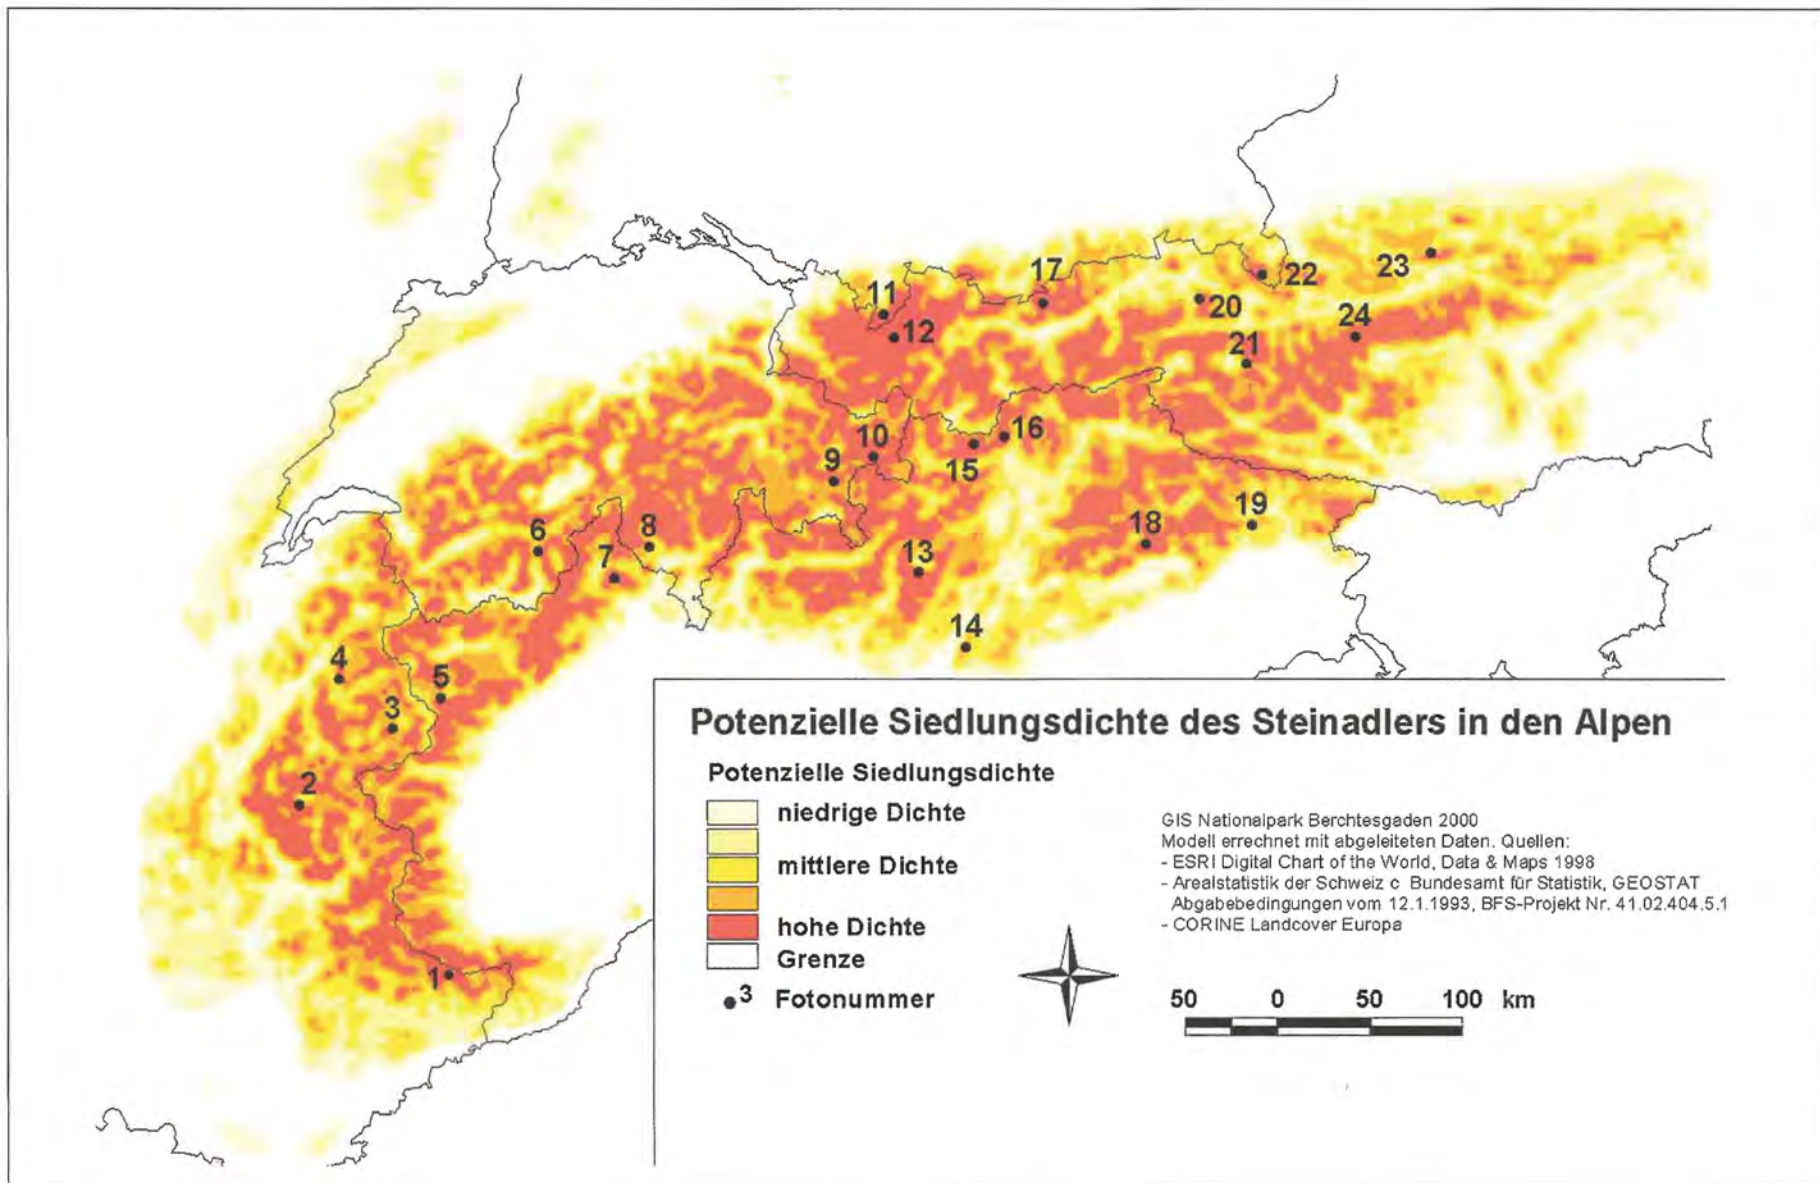 17
11
22
23
12
20
24
21
10
16
9
15
6
8
18
19
7
13
14
4
5
3
2
1
Potenzielle Siedlungsdichte des Steinadlers in den Alpen
Potenzielle Siedlungsdichte
niedrige Dichte
mittlere Dichte
hohe Dichte
Grenze
3 Fotonummer
GIS Nationalpark Berchtesgaden 2000
Modell errechnet mit abgeleiteten Daten. Quellen:
- ESRI Digital Chart of the World, Data & Maps 1998
- Arealstatistik der Schweiz c Bundesamt für Statistik, GEOSTAT
Abgabebedingungen vom 12.1.1993, BFS-Projekt Nr. 41.02.404.5.1
- CORINE Landcover Europa
50 0 50 100 km